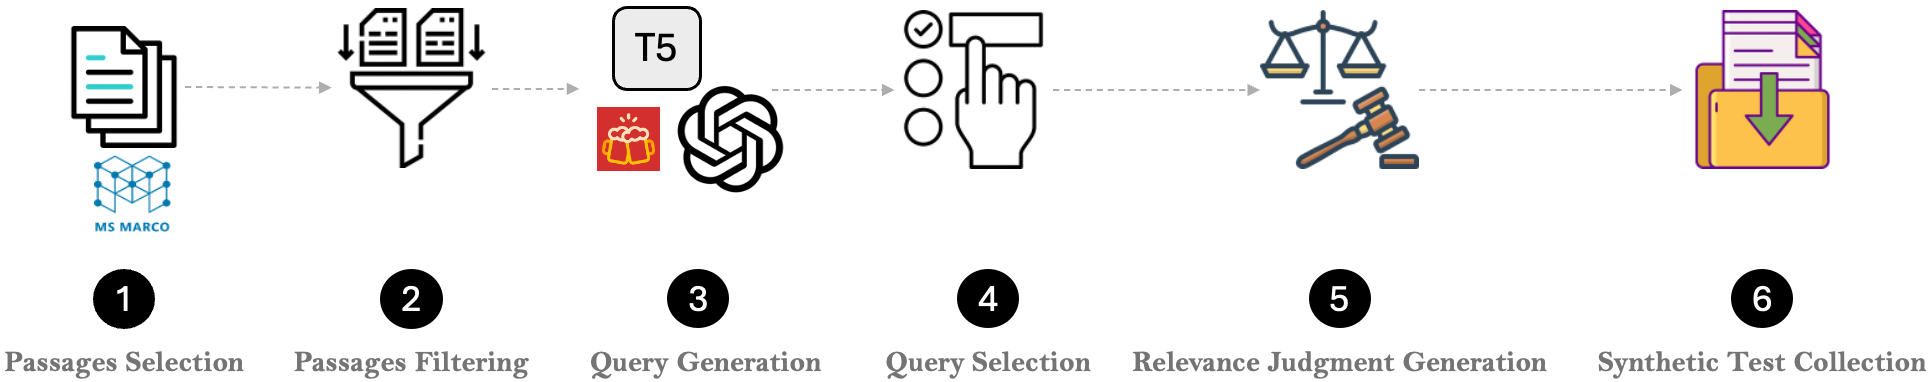 T5
MS MARCO
1
2
3
4
5
6
Passages Selection
Passages Filtering
Query Generation
Query Selection
Relevance Judgment Generation
Synthetic Test Collection